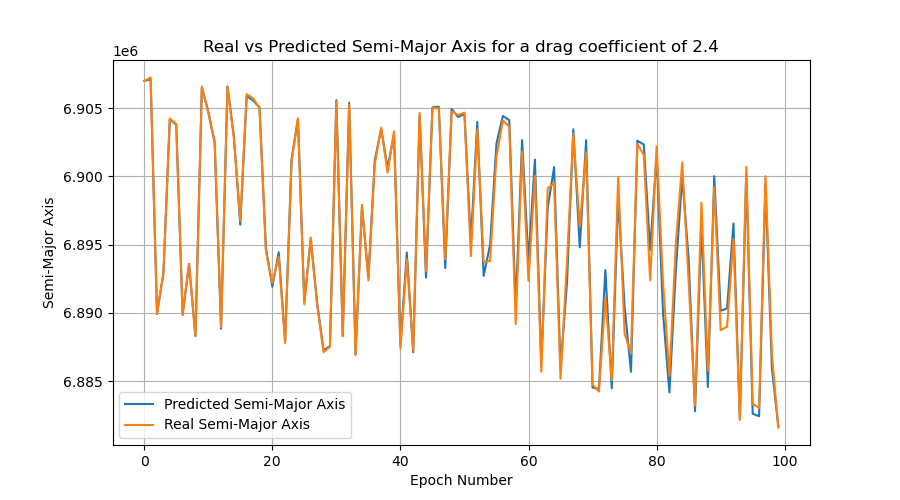 Real vs Predicted Semi-Major Axis for a drag coefficient of 2.4
1e6
6.905
6.900
6.895
6.890
6.885
Semi-Major Axis
Predicted Semi-Major Axis
Real Semi-Major Axis
0 20 40 60 80 100
Epoch Number